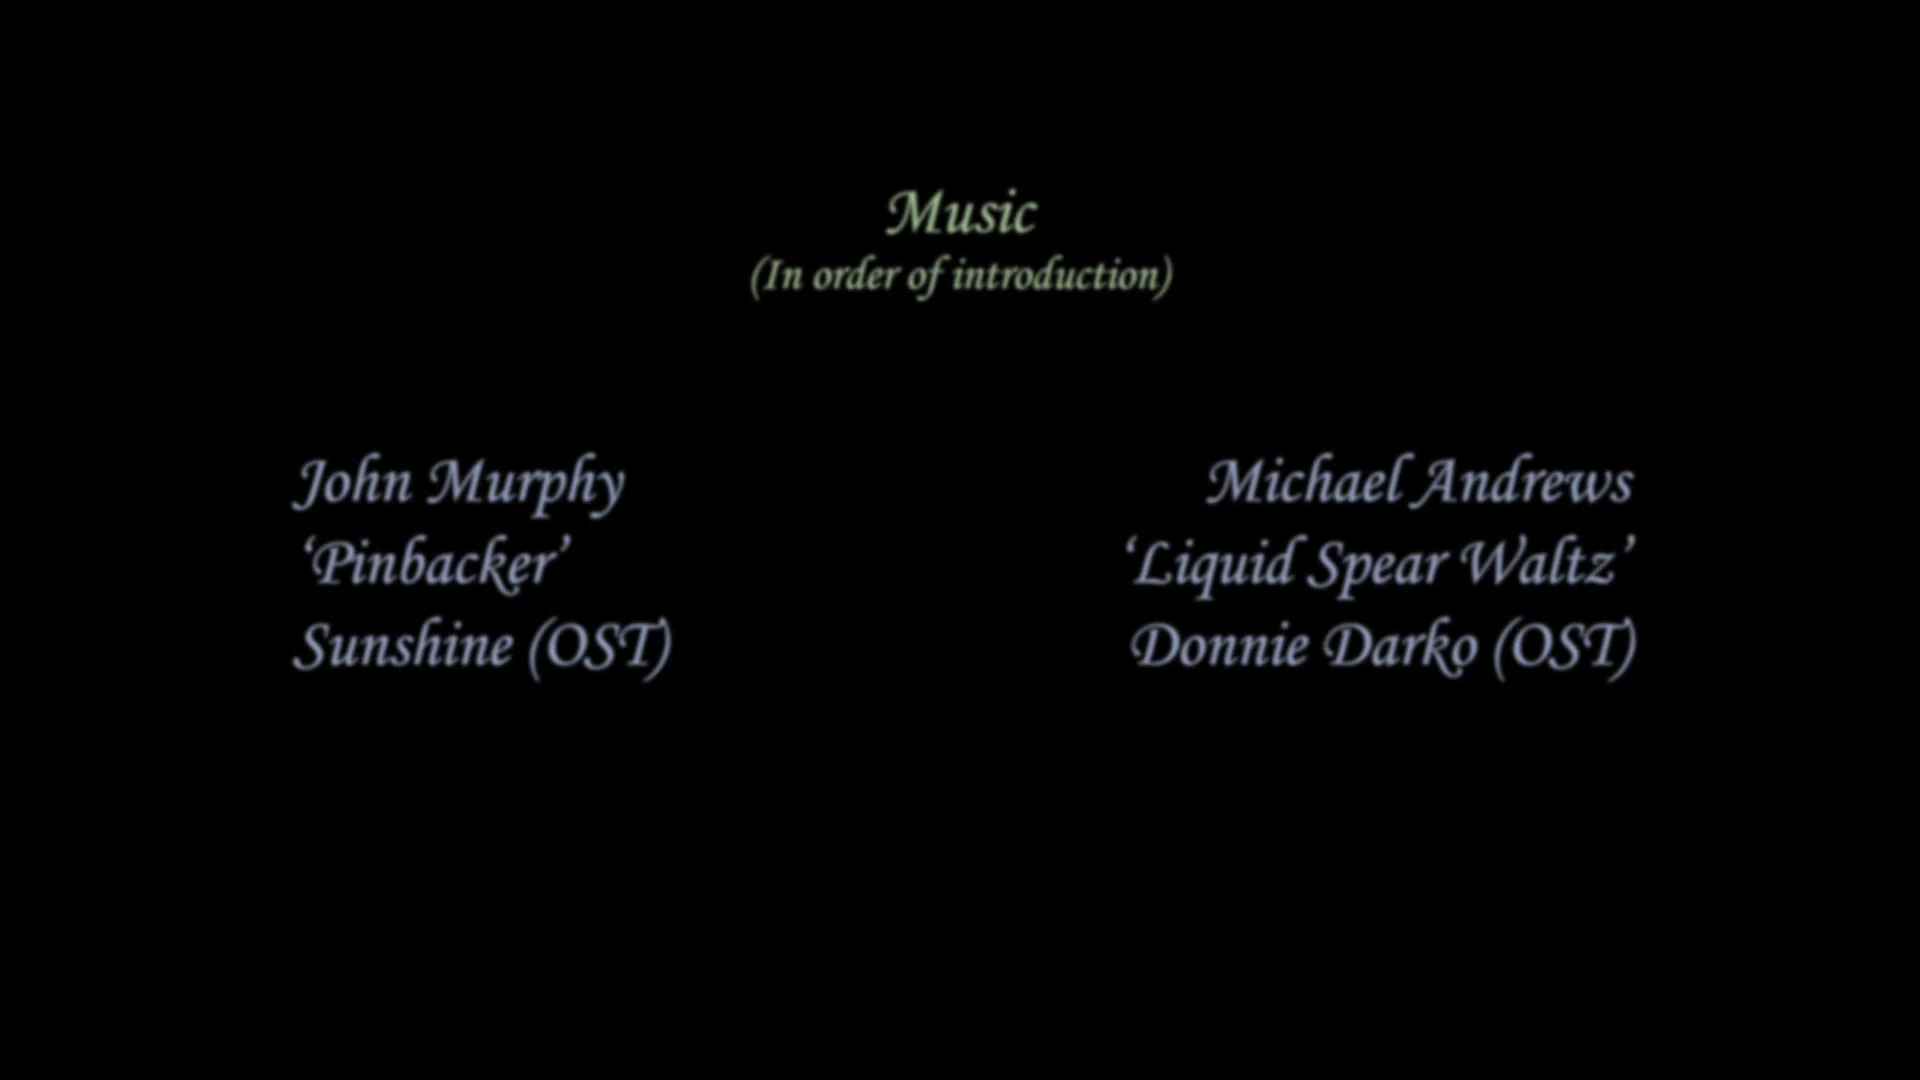 Music
(In order of introduction)
John Murphy
‘Pinbacker’
Sunshine (OST)
Michael Andrews
‘Liquid Spear Waltz’
Donnie Darko (OST)